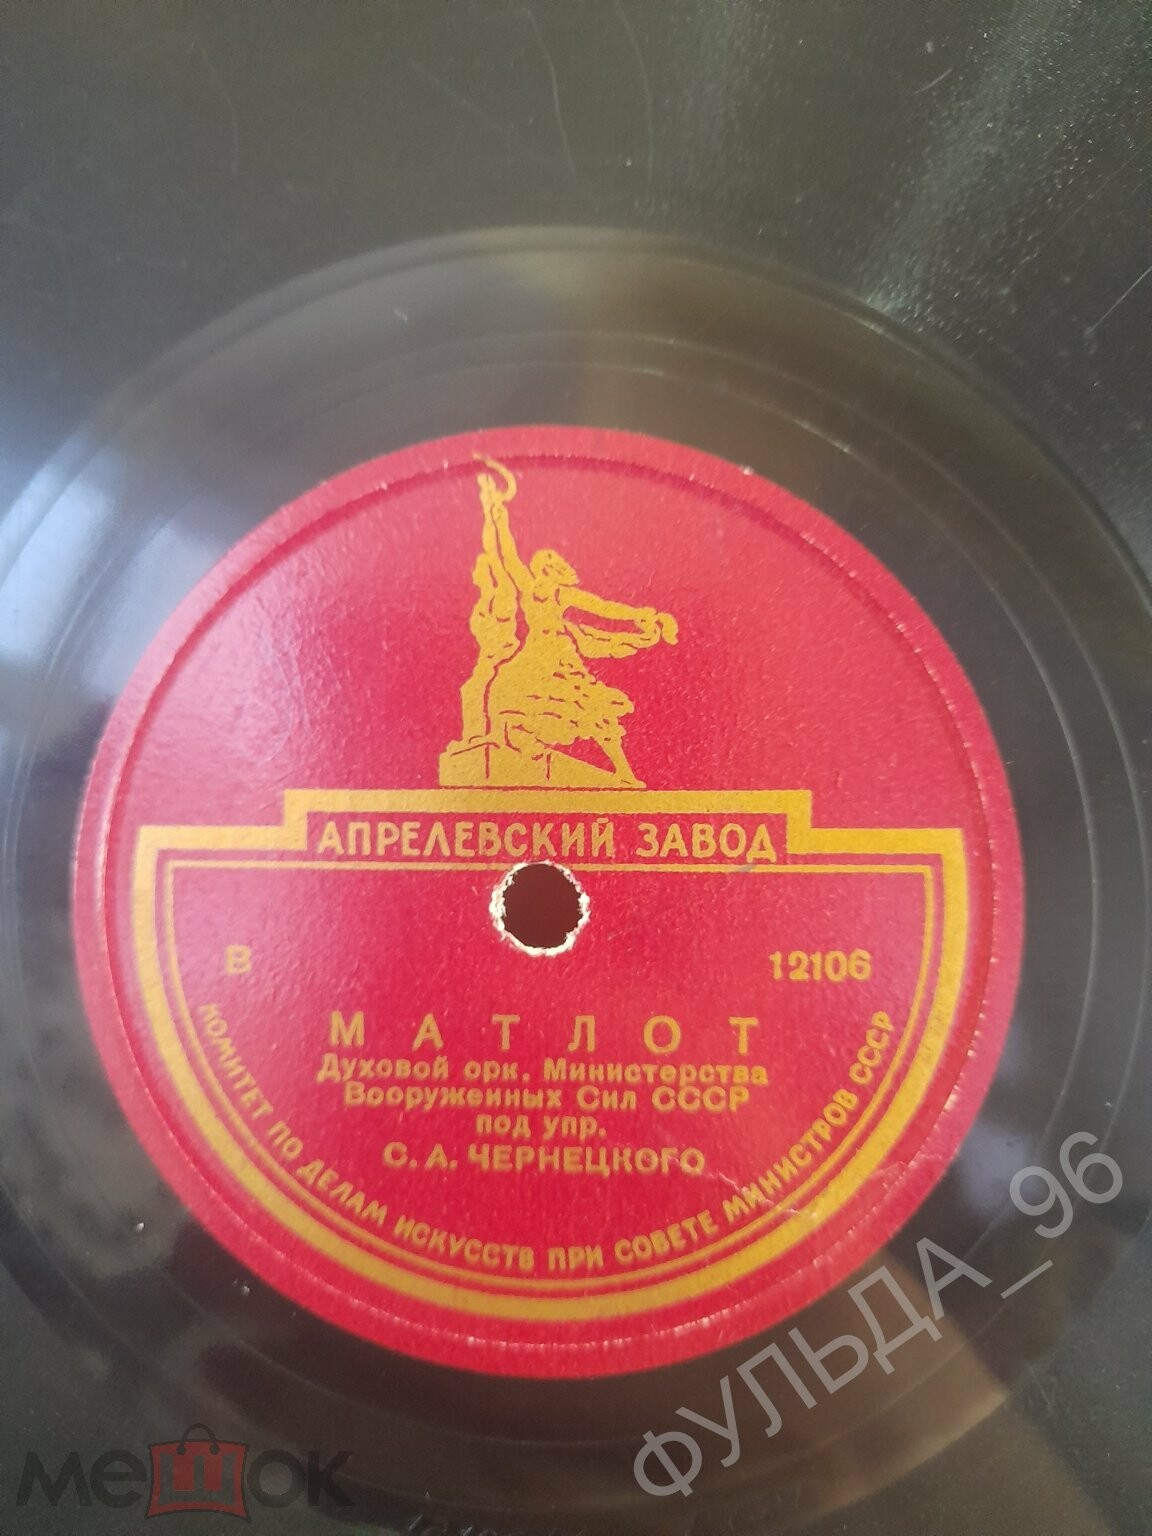 АПРЕЛЕВСКИЙ ЗАВОД
В 12106
МАТЛОТ
Духовой орк. Министерства
Вооруженных Сил СССР
под упр.
С. А. ЧЕРНЕЦКОГО
КОМИТЕТ ПО ДЕЛАМ ИСКУССТВ ПРИ СОВЕТЕ МИНИСТРОВ СССР
ФУЛЬДА_96
мешок